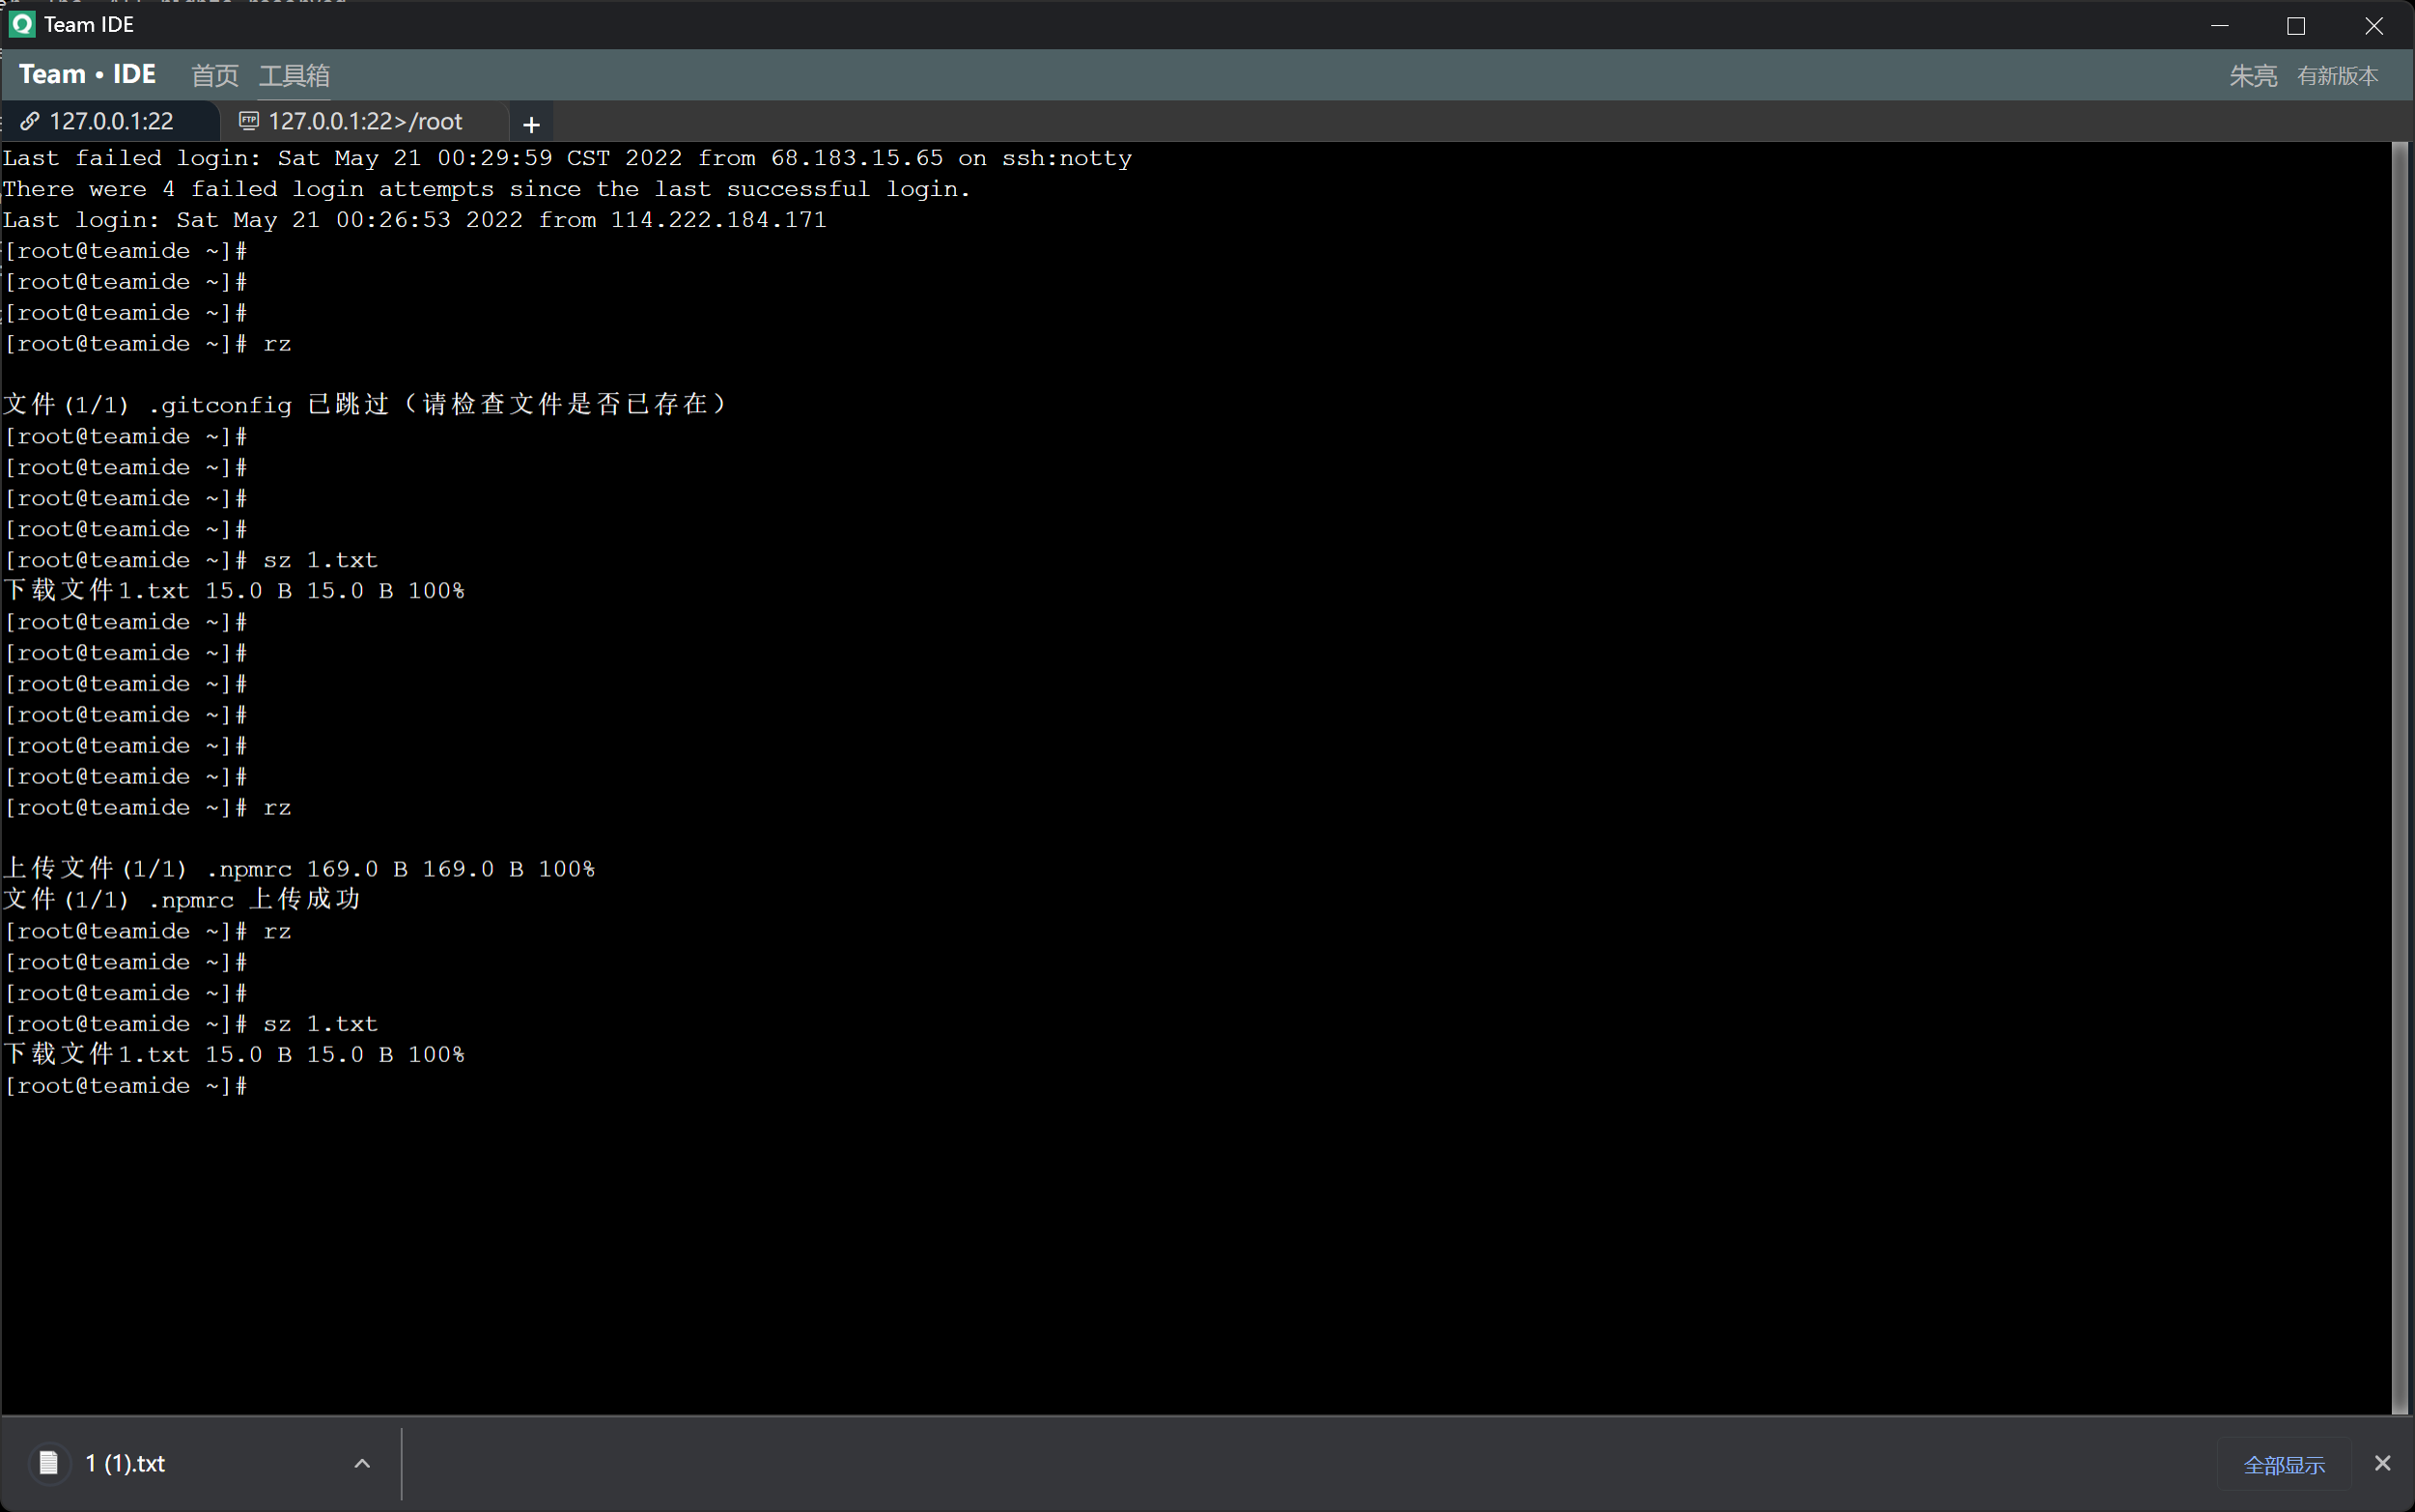 Team IDE
Team • IDE 首页 工具箱 朱亮 有新版本
127.0.0.1:22 FTP 127.0.0.1:22>/root +
Last failed login: Sat May 21 00:29:59 CST 2022 from 68.183.15.65 on ssh:notty
There were 4 failed login attempts since the last successful login.
Last login: Sat May 21 00:26:53 2022 from 114.222.184.171
[root@teamide ~]#
[root@teamide ~]#
[root@teamide ~]#
[root@teamide ~]# rz
文件(1/1) .gitconfig 已跳过（请检查文件是否已存在）
[root@teamide ~]#
[root@teamide ~]#
[root@teamide ~]#
[root@teamide ~]#
[root@teamide ~]# sz 1.txt
下载文件1.txt 15.0 B 15.0 B 100%
[root@teamide ~]#
[root@teamide ~]#
[root@teamide ~]#
[root@teamide ~]#
[root@teamide ~]#
[root@teamide ~]#
[root@teamide ~]# rz
上传文件(1/1) .npmrc 169.0 B 169.0 B 100%
文件(1/1) .npmrc 上传成功
[root@teamide ~]# rz
[root@teamide ~]#
[root@teamide ~]#
[root@teamide ~]# sz 1.txt
下载文件1.txt 15.0 B 15.0 B 100%
[root@teamide ~]#
1 (1).txt 全部显示